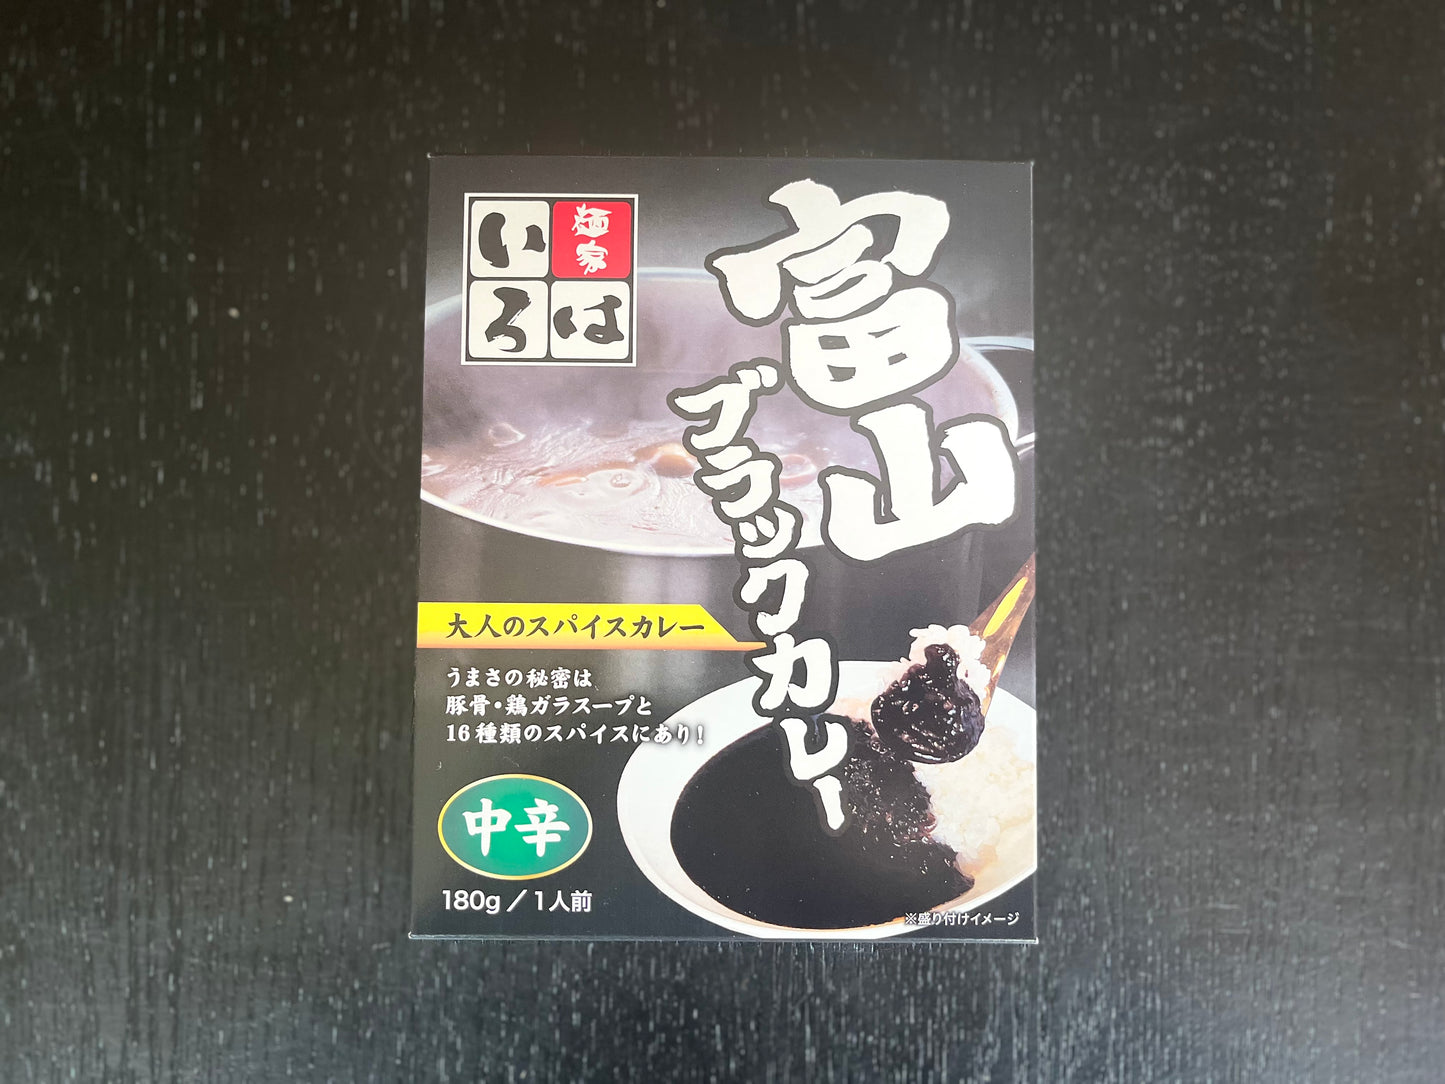 麺家
いろは
富山
ブラックカレー
大人のスパイスカレー
うまさの秘密は
豚骨・鶏ガラスープと
16種類のスパイスにあり!
中辛
180g／1人前
※盛り付けイメージ